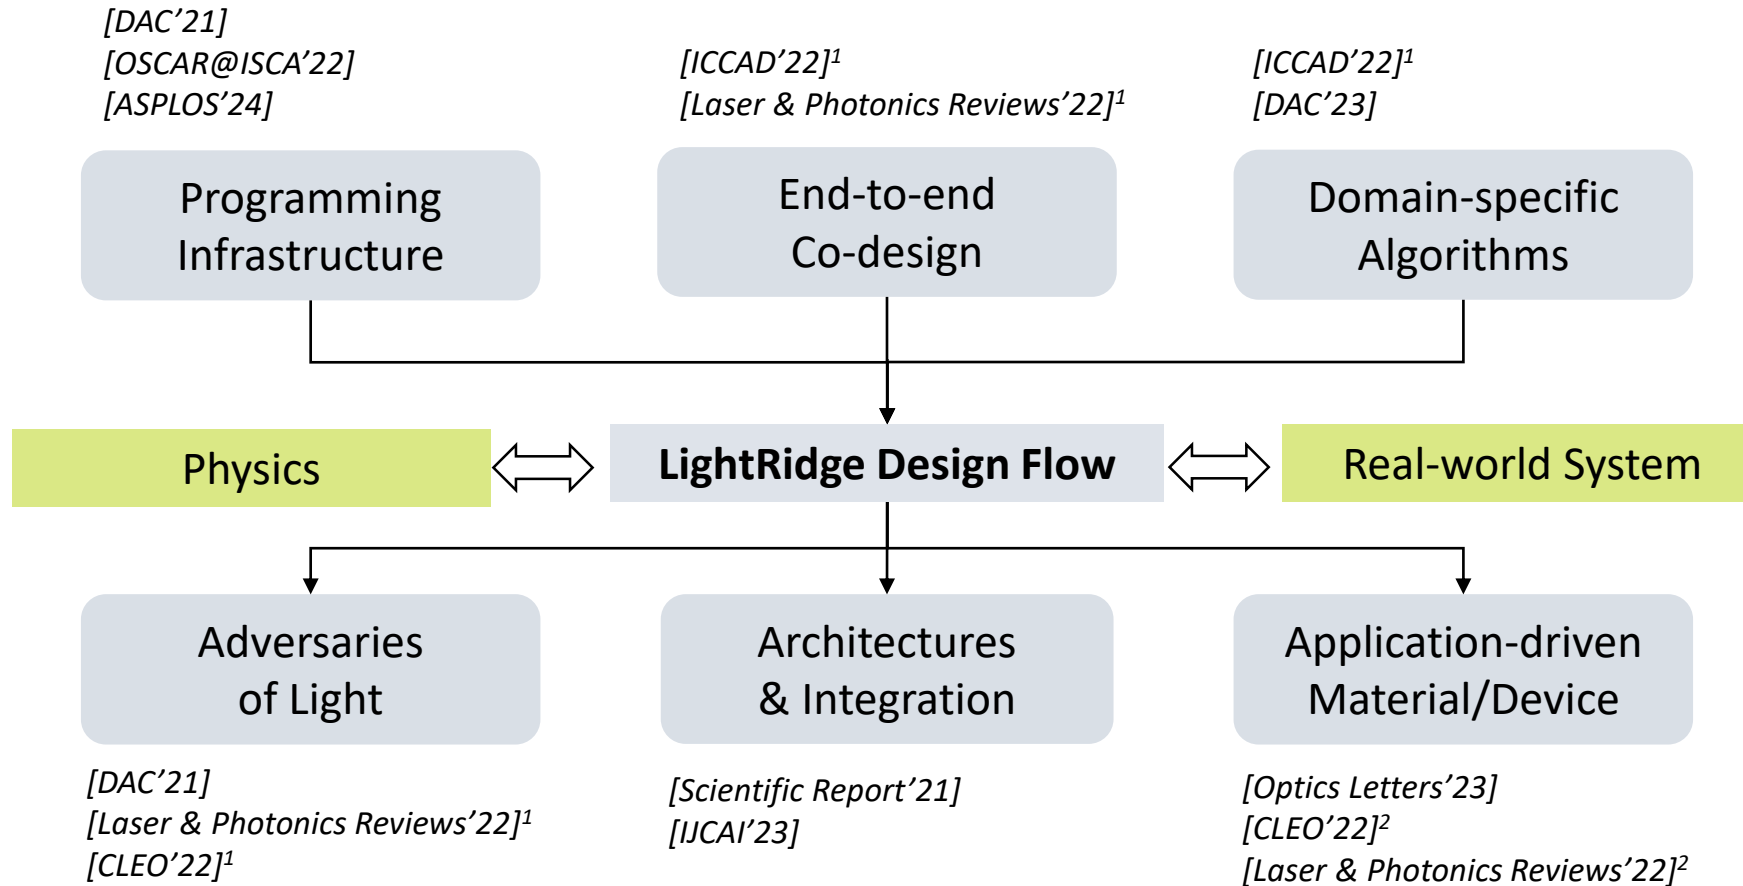 [DAC’21]
[OSCAR@ISCA’22]
[ASPLOS’24]
[ICCAD’22]¹
[Laser & Photonics Reviews’22]¹
[ICCAD’22]¹
[DAC’23]
Programming
Infrastructure
End-to-end
Co-design
Domain-specific
Algorithms
Physics
LightRidge Design Flow
Real-world System
Adversaries
of Light
Architectures
& Integration
Application-driven
Material/Device
[DAC’21]
[Laser & Photonics Reviews’22]¹
[CLEO’22]¹
[Scientific Report’21]
[IJCAI’23]
[Optics Letters’23]
[CLEO’22]²
[Laser & Photonics Reviews’22]²